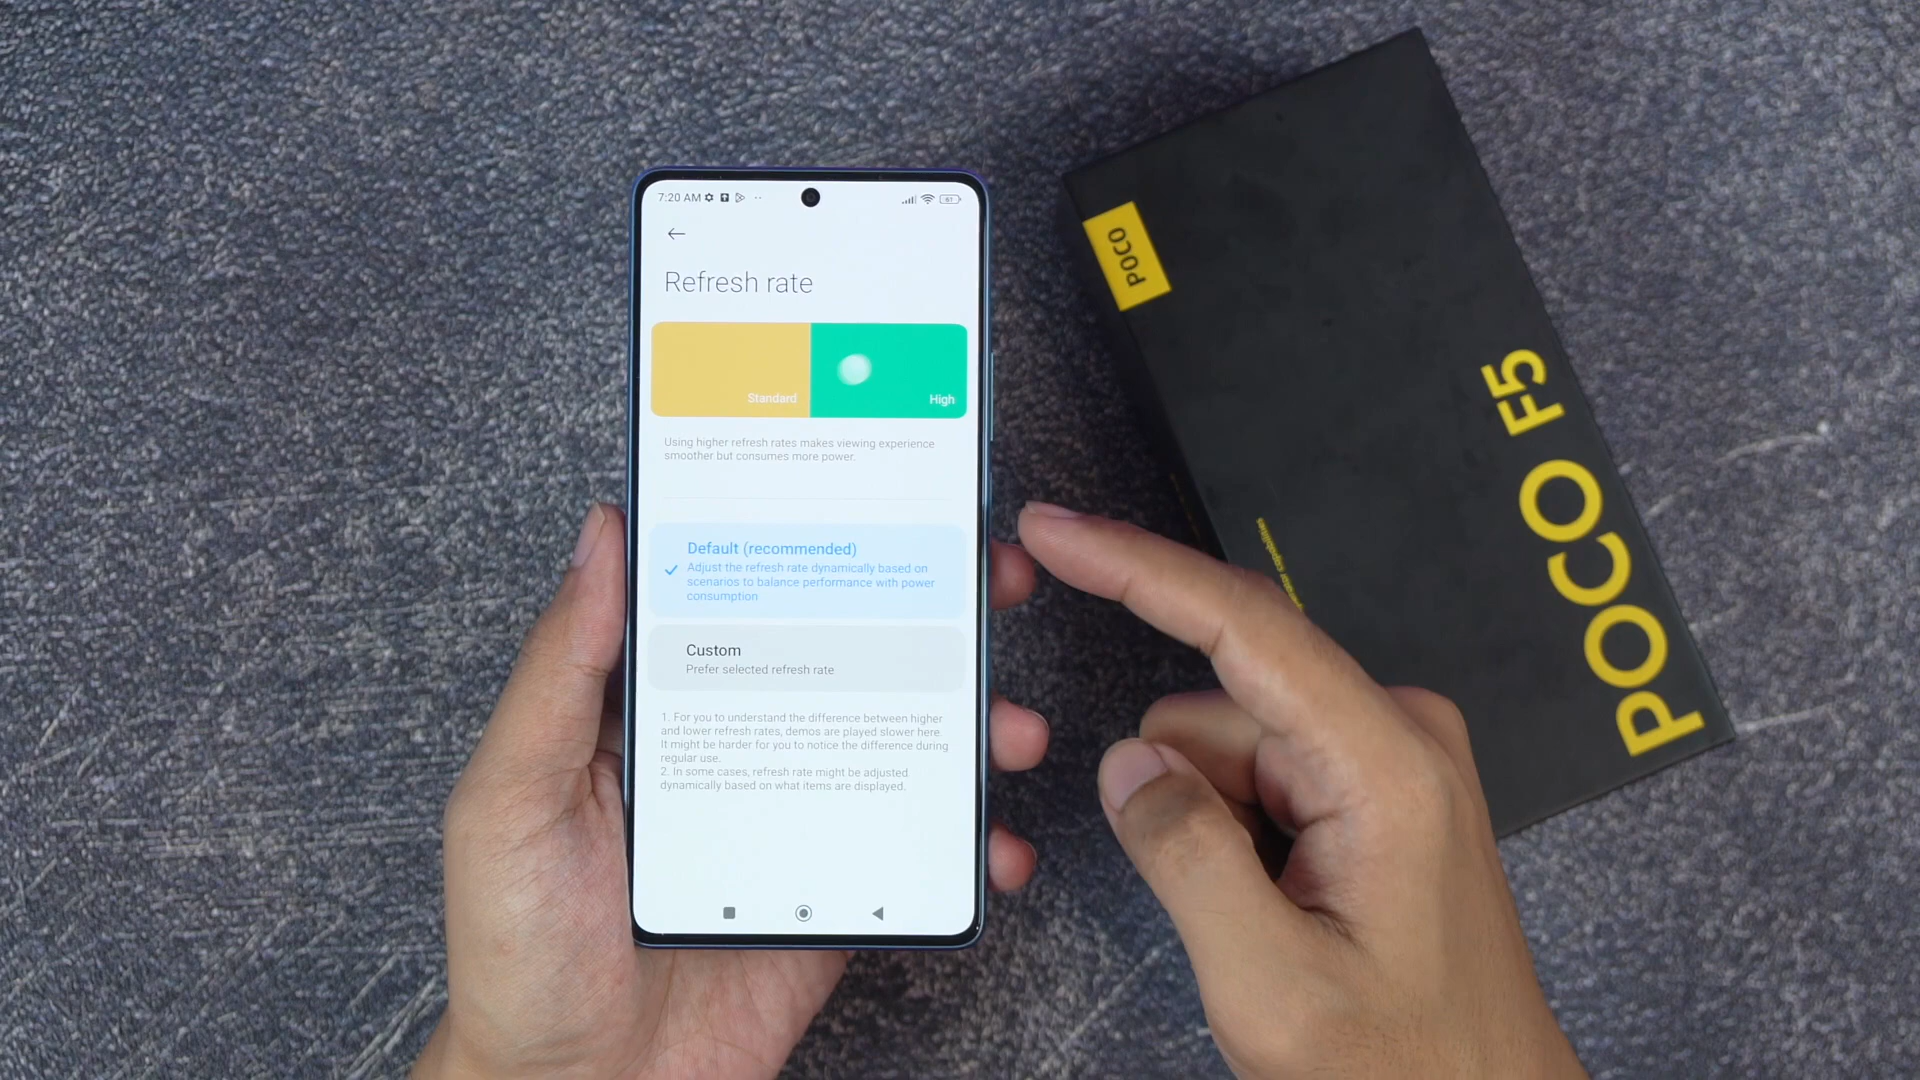 7:20 AM
61
Refresh rate
Standard
High
Using higher refresh rates makes viewing experience
smoother but consumes more power.
Default (recommended)
Adjust the refresh rate dynamically based on
scenarios to balance performance with power
consumption
Custom
Prefer selected refresh rate
1. For you to understand the difference between higher
and lower refresh rates, demos are played slower here.
It might be harder for you to notice the difference during
regular use.
2. In some cases, refresh rate might be adjusted
dynamically based on what items are displayed.
POCO
POCO F5
capabilities